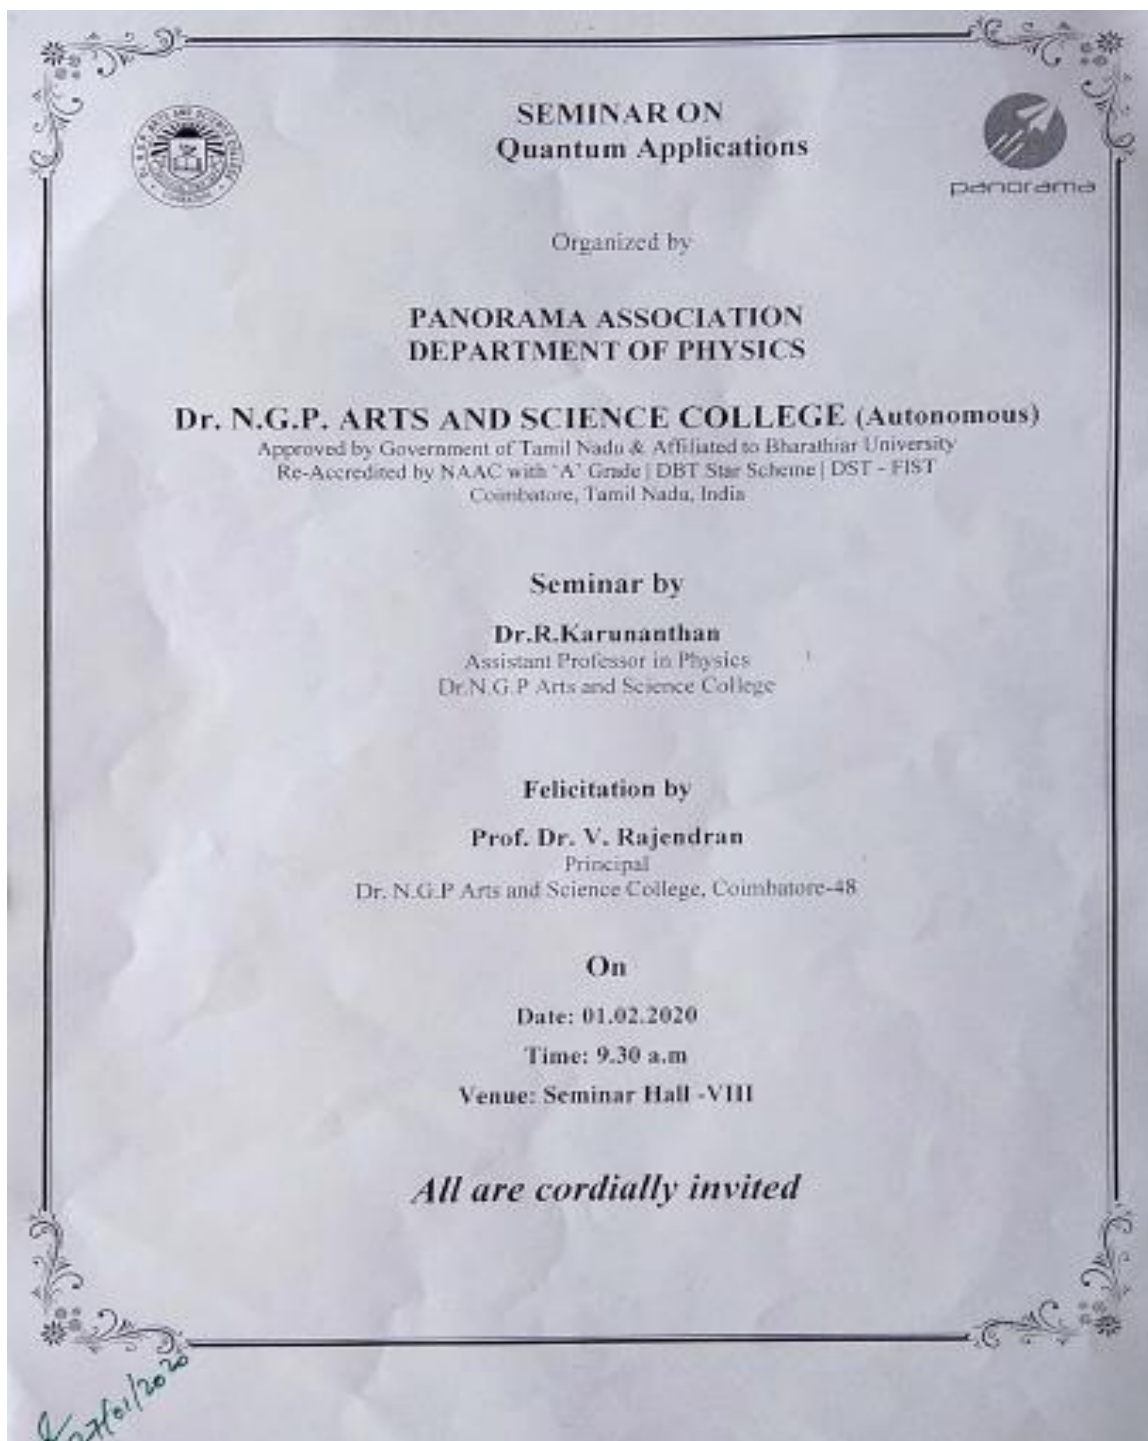 SEMINAR ON
Quantum Applications
panorama
Organized by
PANORAMA ASSOCIATION
DEPARTMENT OF PHYSICS
Dr. N.G.P. ARTS AND SCIENCE COLLEGE (Autonomous)
Approved by Government of Tamil Nadu & Affiliated to Bharathiar University
Re-Accredited by NAAC with 'A' Grade | DBT Star Scheme | DST - FIST
Coimbatore, Tamil Nadu, India
Seminar by
Dr.R.Karunanthan
Assistant Professor in Physics
Dr.N.G.P Arts and Science College
Felicitation by
Prof. Dr. V. Rajendran
Principal
Dr. N.G.P Arts and Science College, Coimbatore-48
On
Date: 01.02.2020
Time: 9.30 a.m
Venue: Seminar Hall -VIII
All are cordially invited
27/01/2020